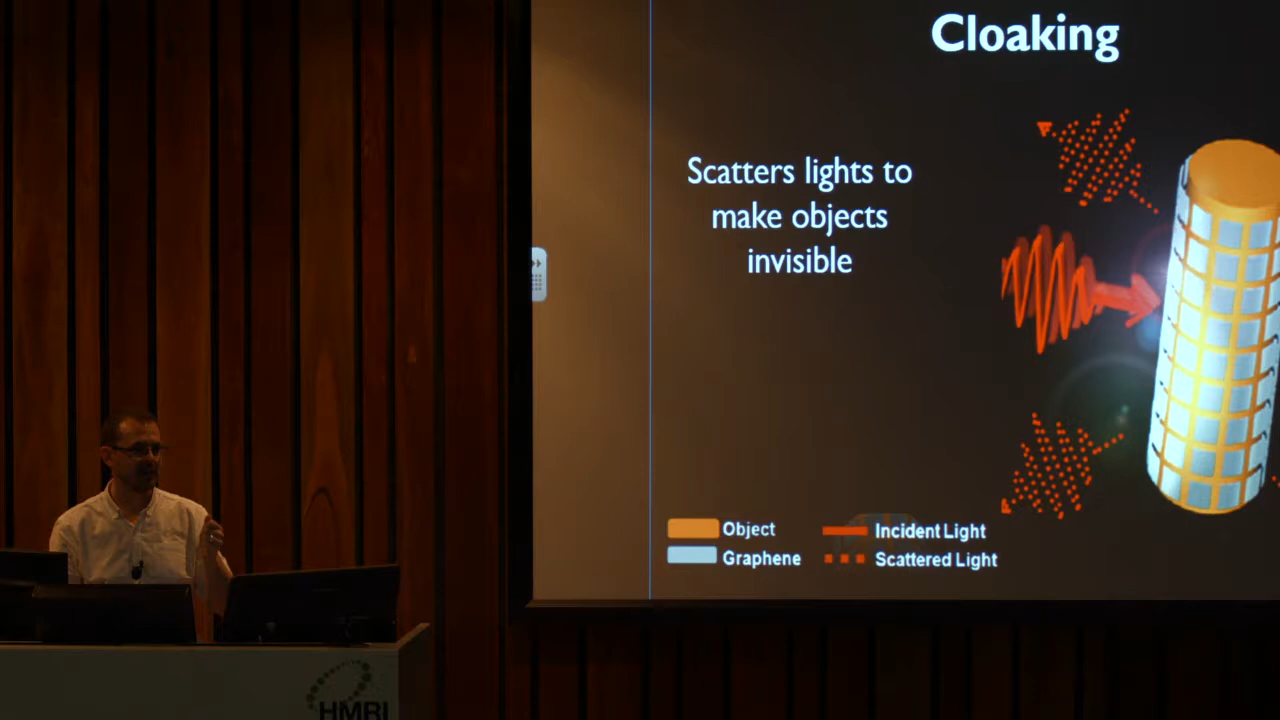 Cloaking
Scatters lights to
make objects
invisible
Object
Incident Light
Graphene
Scattered Light
HMRI